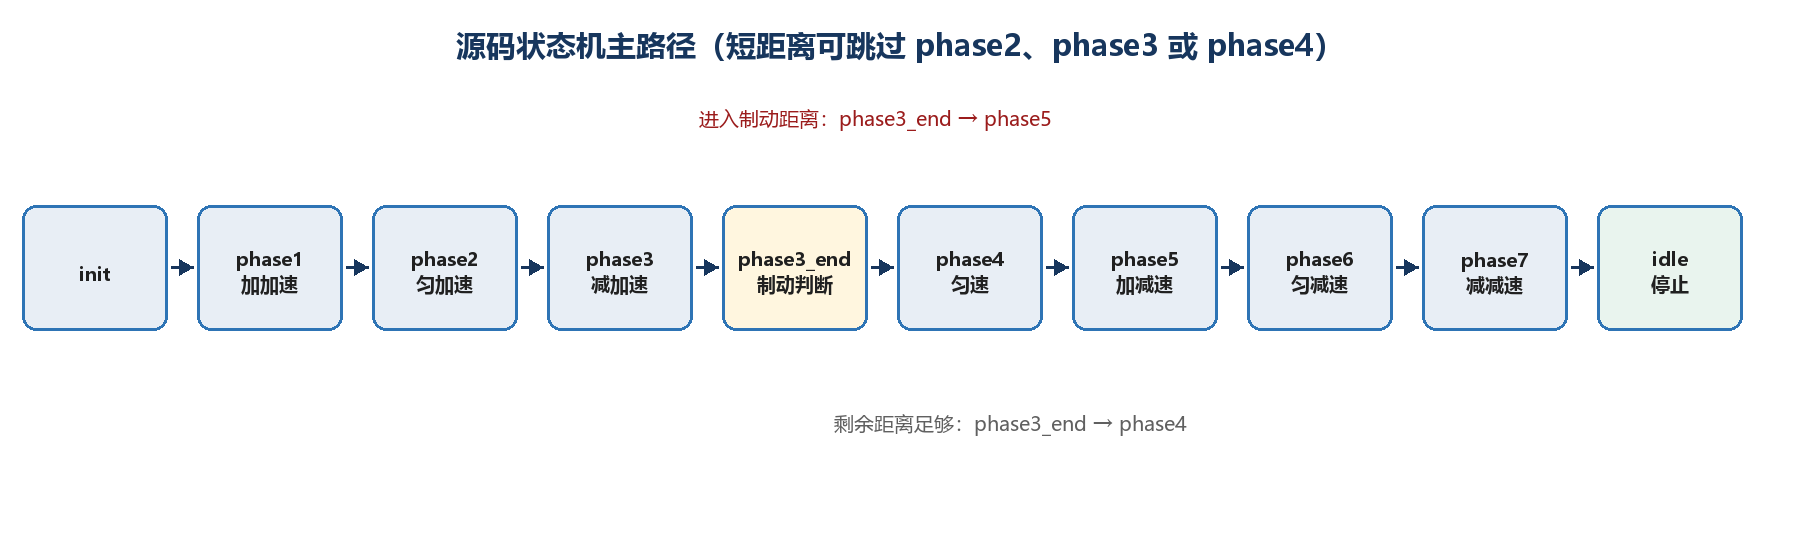 源码状态机主路径（短距离可跳过 phase2、phase3 或 phase4）
进入制动距离：phase3_end → phase5
init
phase1
加加速
phase2
匀加速
phase3
减加速
phase3_end
制动判断
phase4
匀速
phase5
加减速
phase6
匀减速
phase7
减减速
idle
停止
剩余距离足够：phase3_end → phase4